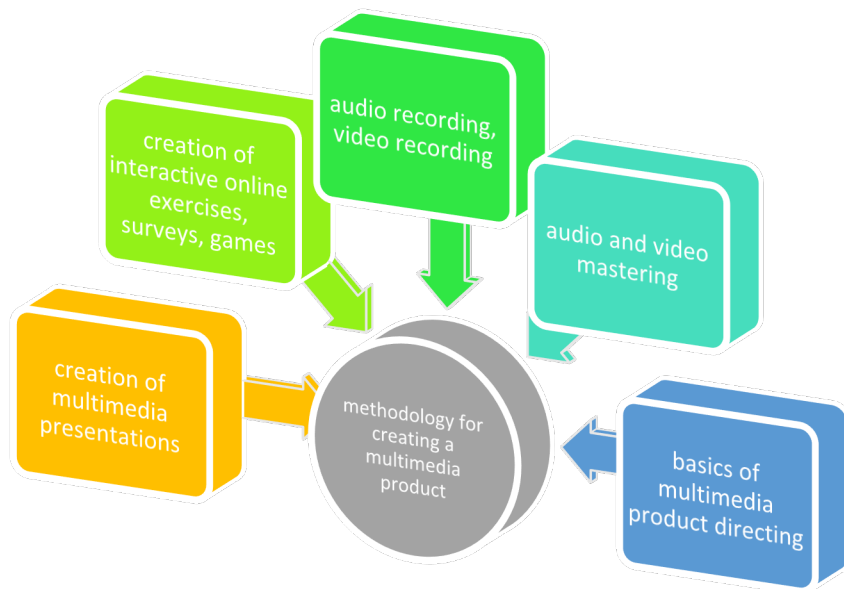 audio recording,
video recording
creation of
interactive online
exercises,
surveys, games
audio and video
mastering
creation of
multimedia
presentations
methodology for
creating a
multimedia
product
basics of
multimedia
product directing